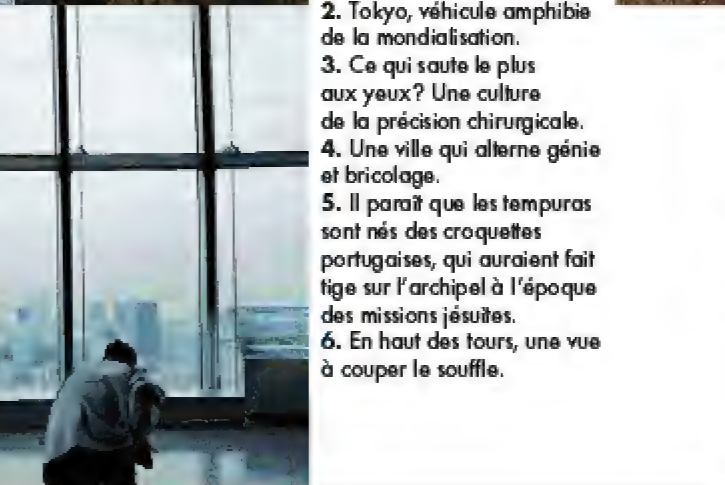 2. Tokyo, véhicule amphibie
de la mondialisation.
3. Ce qui saute le plus
aux yeux? Une culture
de la précision chirurgicale.
4. Une ville qui alterne génie
et bricolage.
5. Il paraît que les tempuras
sont nés des croquettes
portugaises, qui auraient fait
tige sur l'archipel à l'époque
des missions jésuites.
6. En haut des tours, une vue
à couper le souffle.